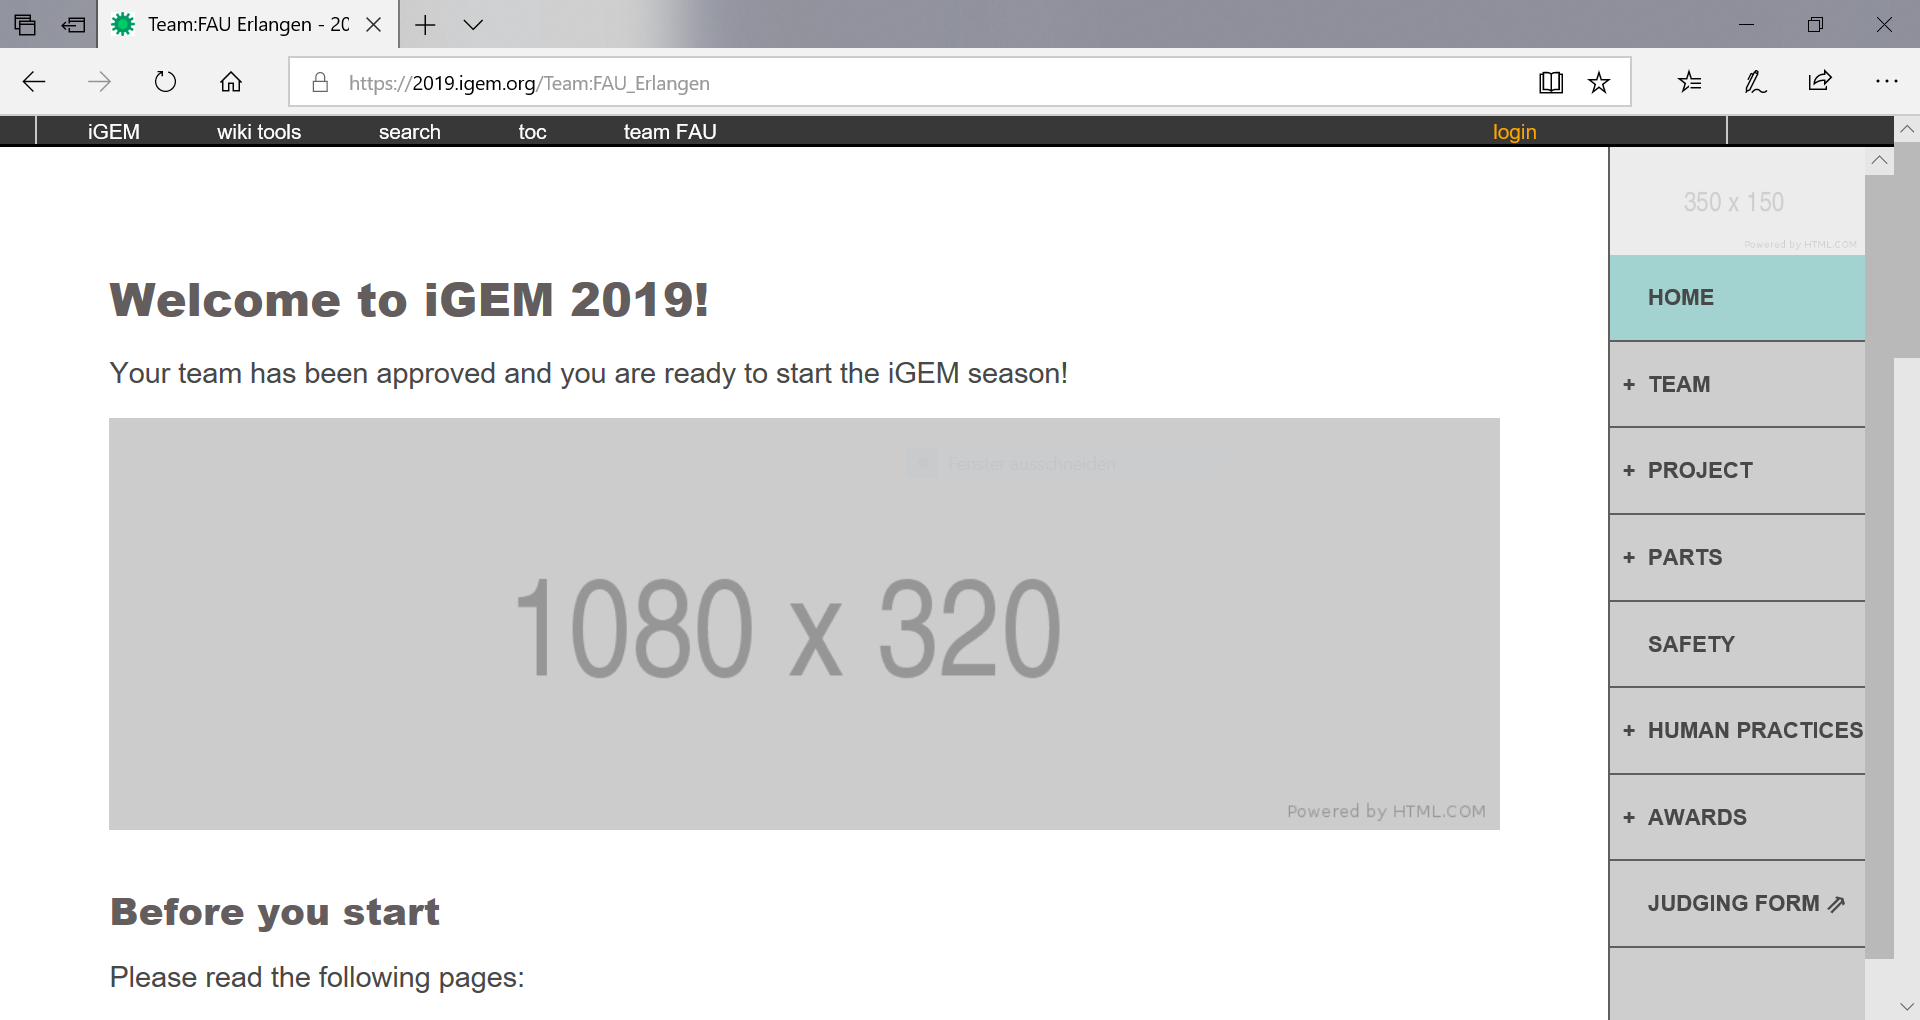 Team:FAU Erlangen - 20
https://2019.igem.org/Team:FAU_Erlangen
iGEM wiki tools search toc team FAU login
350 x 150
Powered by HTML.COM
HOME
+ TEAM
+ PROJECT
+ PARTS
SAFETY
+ HUMAN PRACTICES
+ AWARDS
JUDGING FORM
Welcome to iGEM 2019!
Your team has been approved and you are ready to start the iGEM season!
Fenster ausschneiden
1080 x 320
Powered by HTML.COM
Before you start
Please read the following pages: